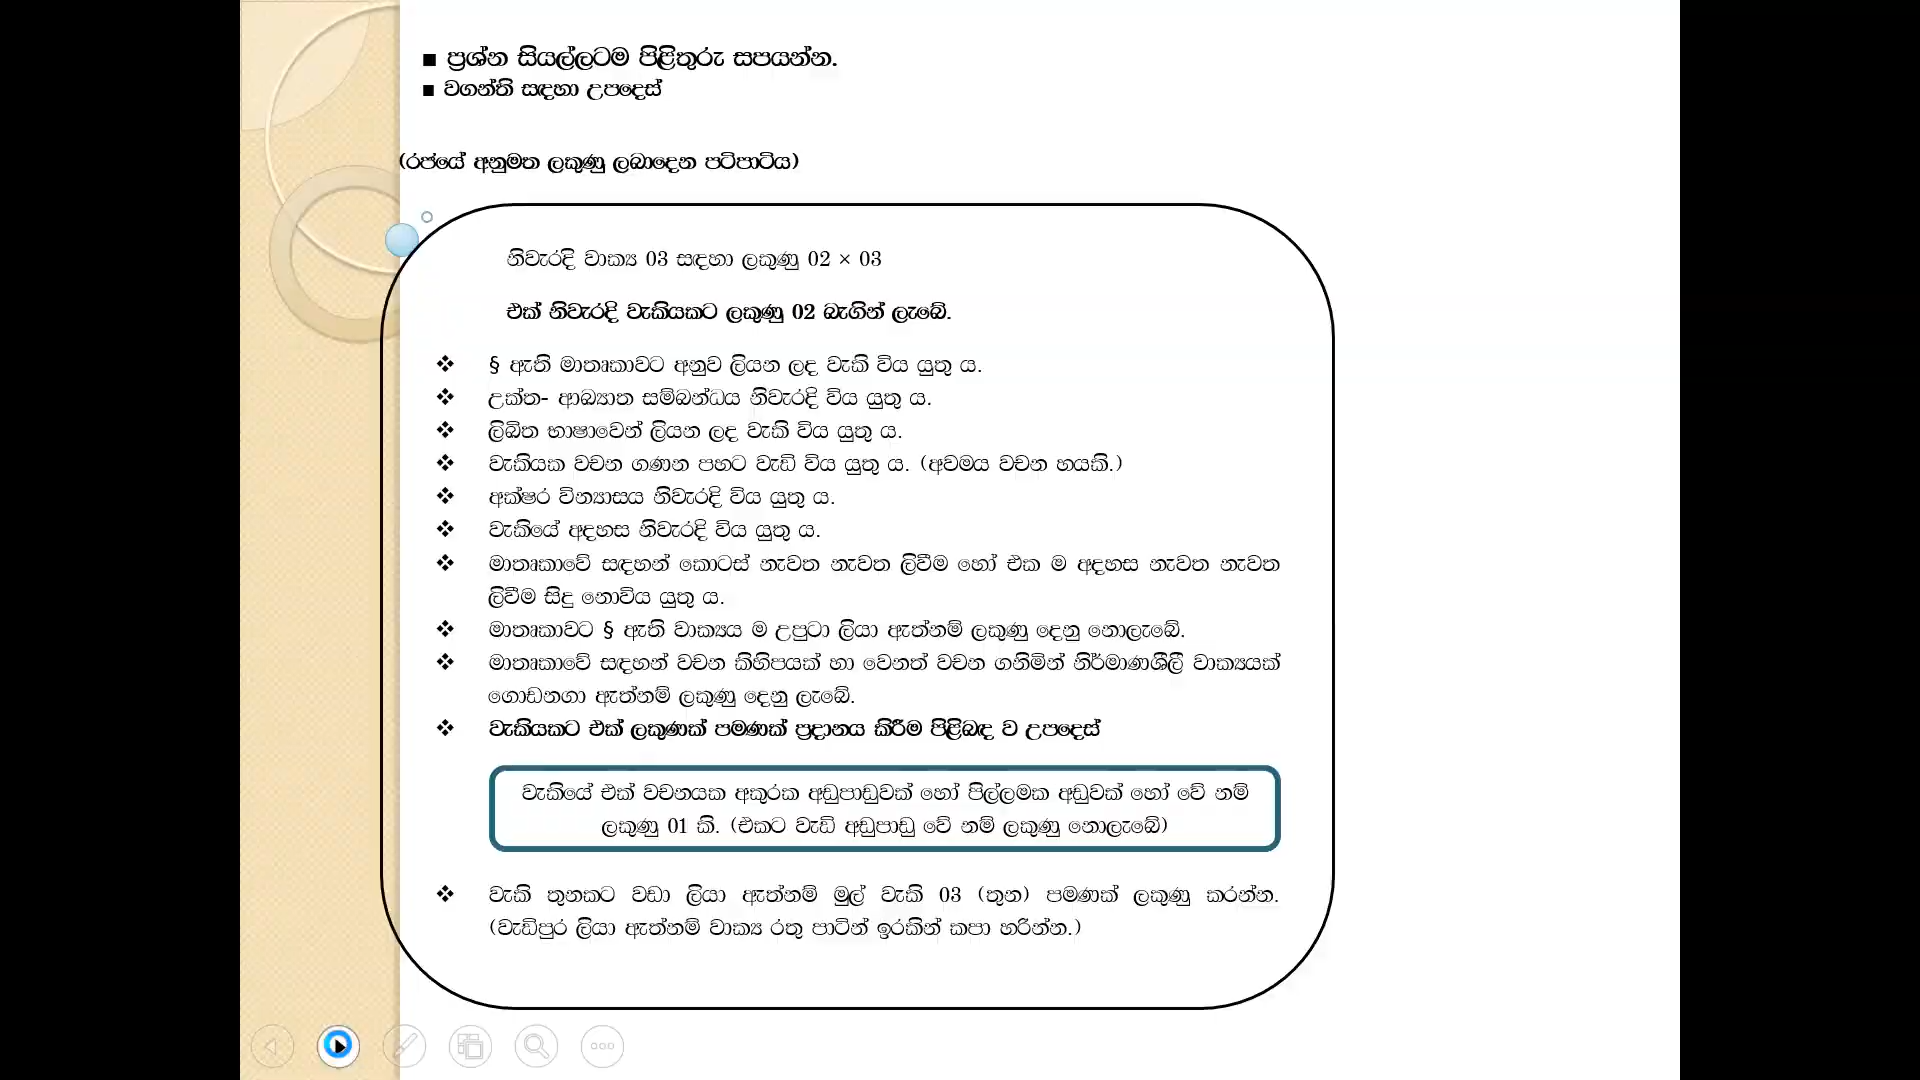 ▪ ප්‍රශ්න සියල්ලටම පිළිතුරු සපයන්න.
▪ වගන්ති සඳහා උපදෙස්
(රජයේ අනුමත ලකුණු ලබාදෙන පටිපාටිය)
නිවැරදි වාක්‍ය 03 සඳහා ලකුණු 02 × 03
එක් නිවැරදි වැකියකට ලකුණු 02 බැගින් ලැබේ.
❖ § ඇති මාතෘකාවට අනුව ලියන ලද වැකි විය යුතු ය.
❖ උක්ත- ආඛ්‍යාත සම්බන්ධය නිවැරදි විය යුතු ය.
❖ ලිඛිත භාෂාවෙන් ලියන ලද වැකි විය යුතු ය.
❖ වැකියක වචන ගණන පහට වැඩි විය යුතු ය. (අවමය වචන හයකි.)
❖ අක්ෂර වින්‍යාසය නිවැරදි විය යුතු ය.
❖ වැකියේ අදහස නිවැරදි විය යුතු ය.
❖ මාතෘකාවේ සඳහන් කොටස් නැවත නැවත ලිවීම හෝ එක ම අදහස නැවත නැවත
ලිවීම සිදු නොවිය යුතු ය.
❖ මාතෘකාවට § ඇති වාක්‍යය ම උපුටා ලියා ඇත්නම් ලකුණු දෙනු නොලැබේ.
❖ මාතෘකාවේ සඳහන් වචන කිහිපයක් හා වෙනත් වචන ගනිමින් නිර්මාණශීලී වාක්‍යයක්
ගොඩනගා ඇත්නම් ලකුණු දෙනු ලැබේ.
❖ වැකියකට එක් ලකුණක් පමණක් ප්‍රදානය කිරීම පිළිබඳ ව උපදෙස්
වැකියේ එක් වචනයක අකුරක අඩුපාඩුවක් හෝ පිල්ලමක අඩුවක් හෝ වේ නම්
ලකුණු 01 කි. (එකට වැඩි අඩුපාඩු වේ නම් ලකුණු නොලැබේ)
❖ වැකි තුනකට වඩා ලියා ඇත්නම් මුල් වැකි 03 (තුන) පමණක් ලකුණු කරන්න.
(වැඩිපුර ලියා ඇත්නම් වාක්‍ය රතු පාටින් ඉරකින් කපා හරින්න.)